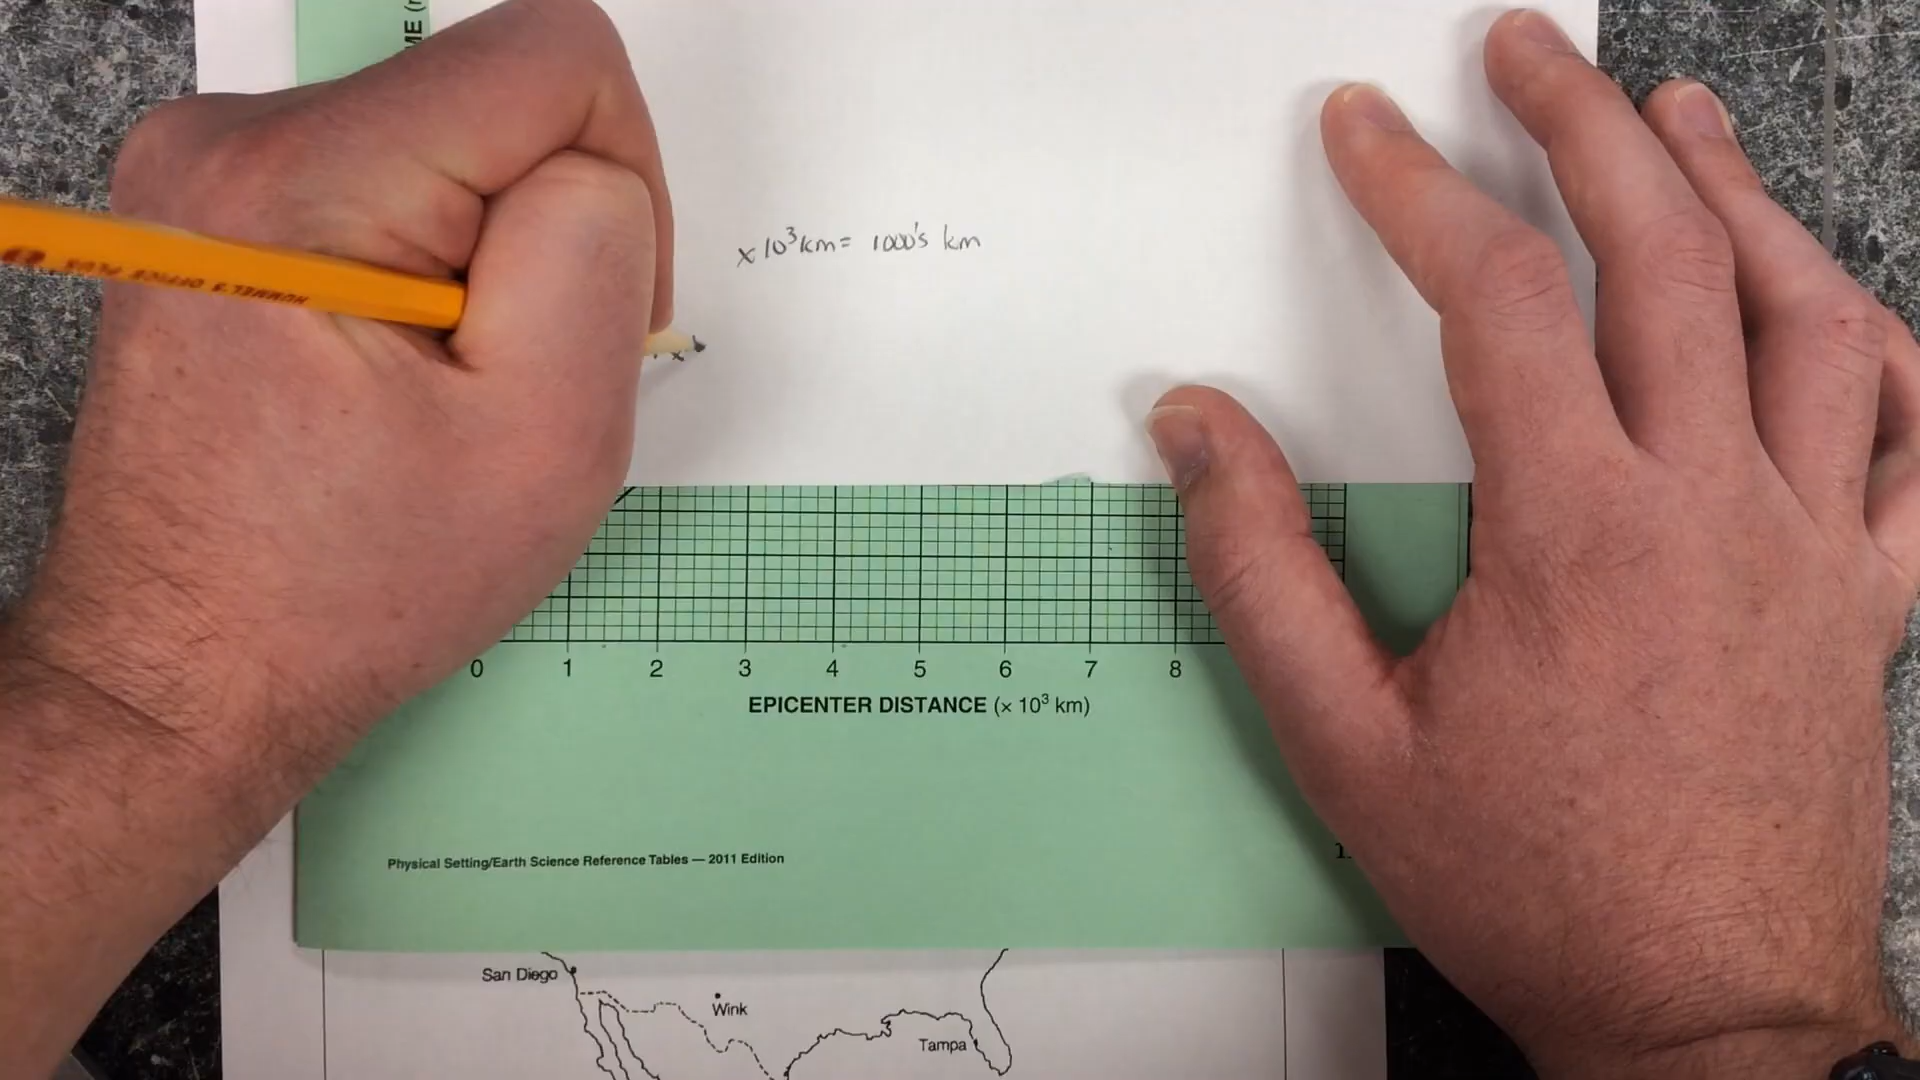 ME (
x 10³ km = 1000's km
x
0 1 2 3 4 5 6 7 8
EPICENTER DISTANCE (× 10³ km)
Physical Setting/Earth Science Reference Tables — 2011 Edition
San Diego
Wink
Tampa